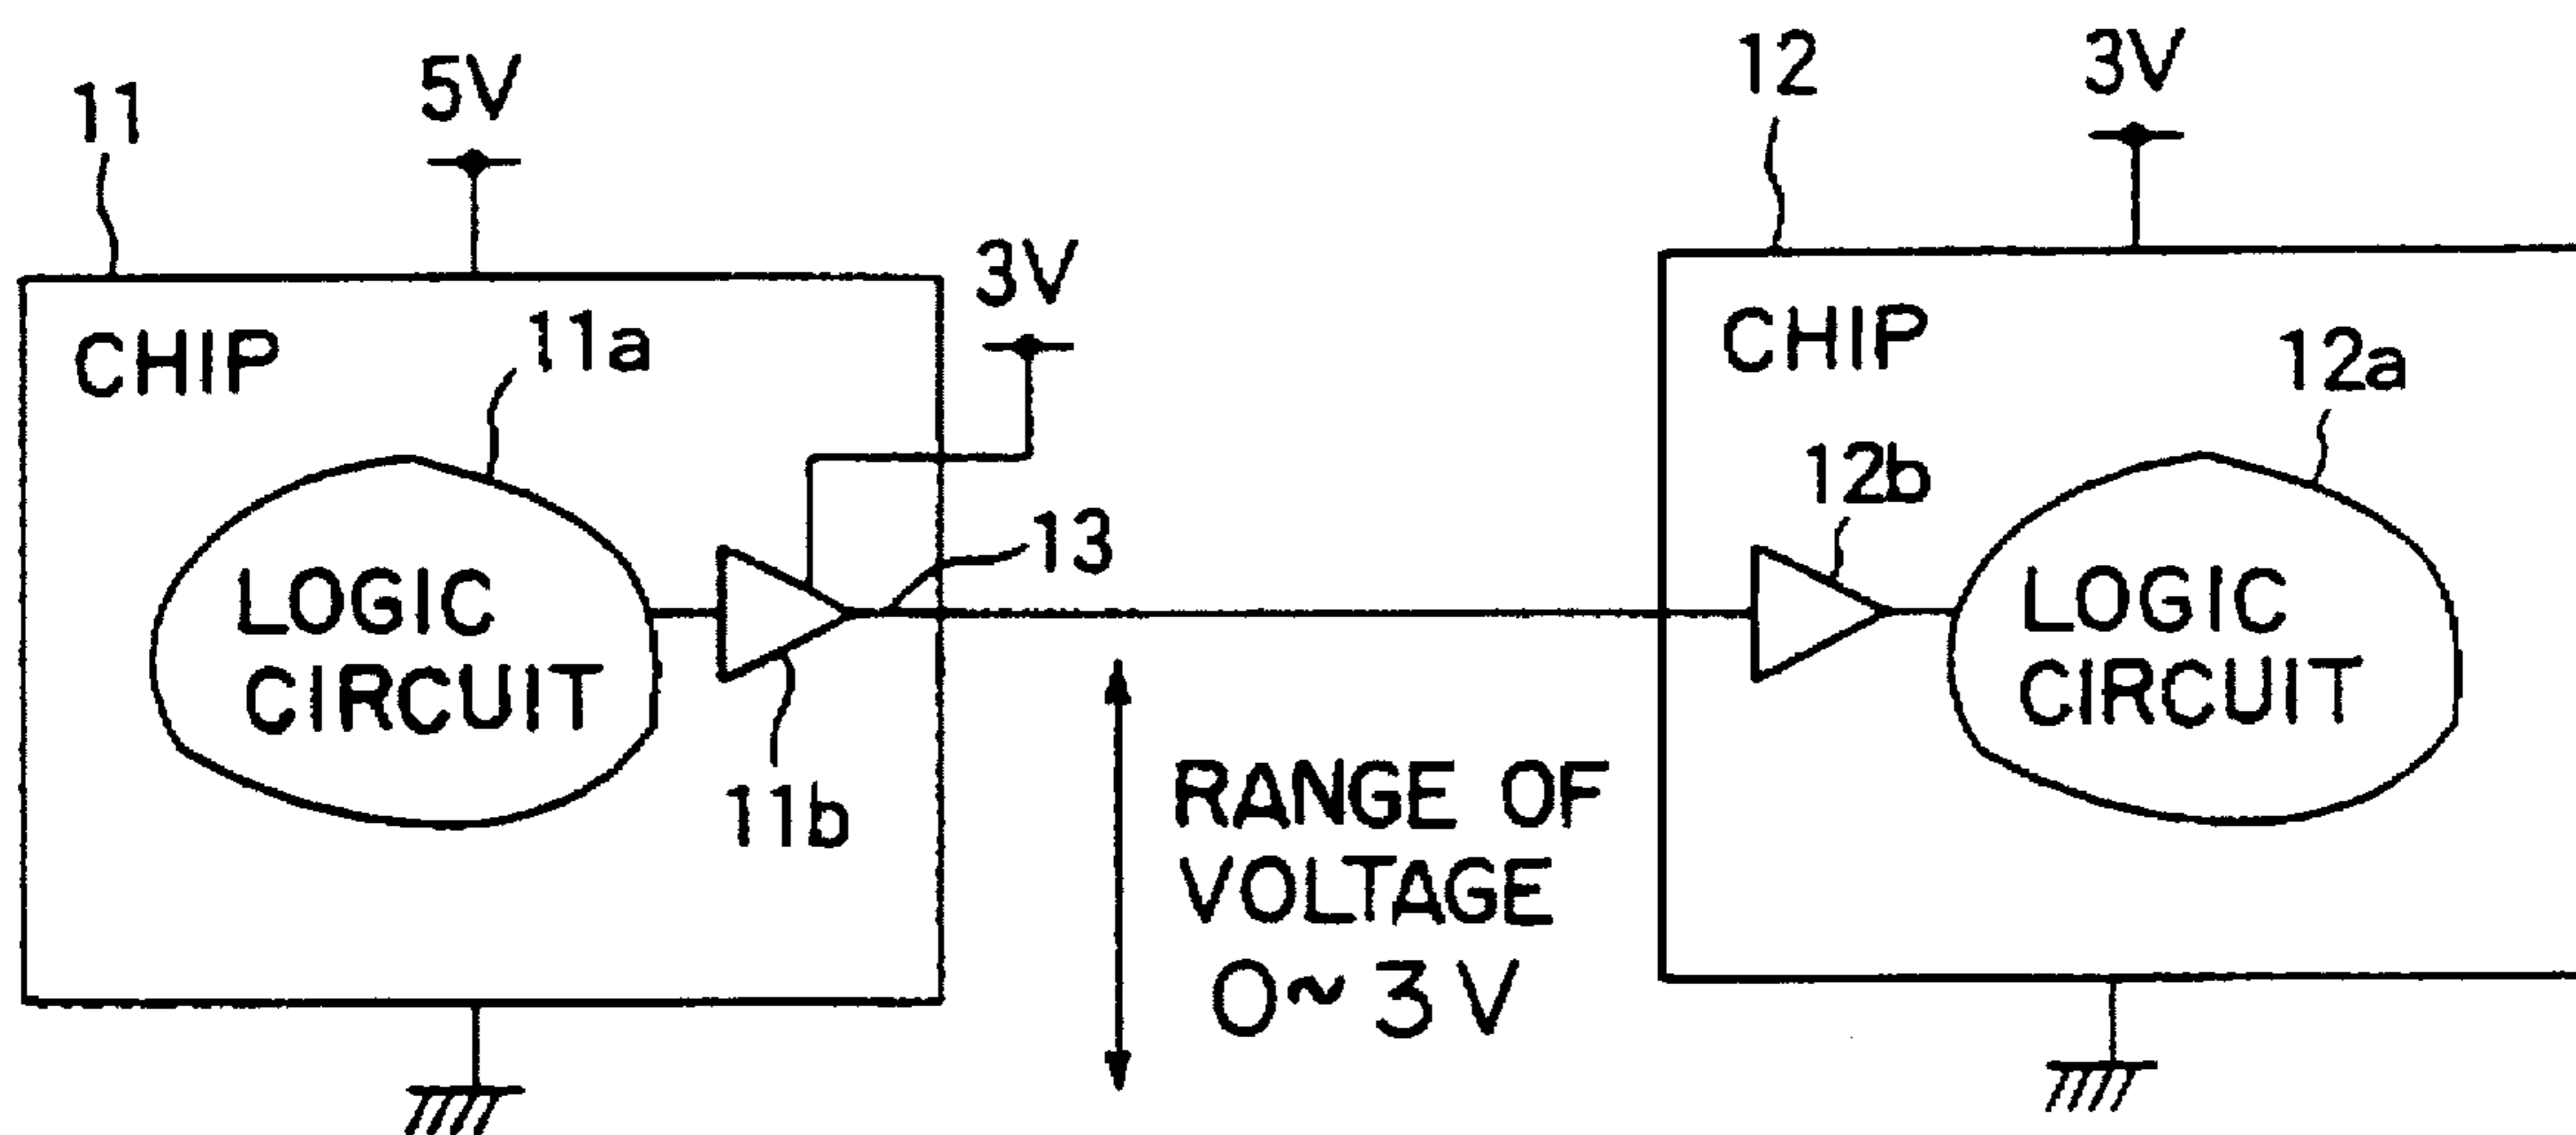 11
5V
12
3V
3V
CHIP
11a
CHIP
12a
12b
13
LOGIC
CIRCUIT
LOGIC
CIRCUIT
11b
RANGE OF
VOLTAGE
0~3V